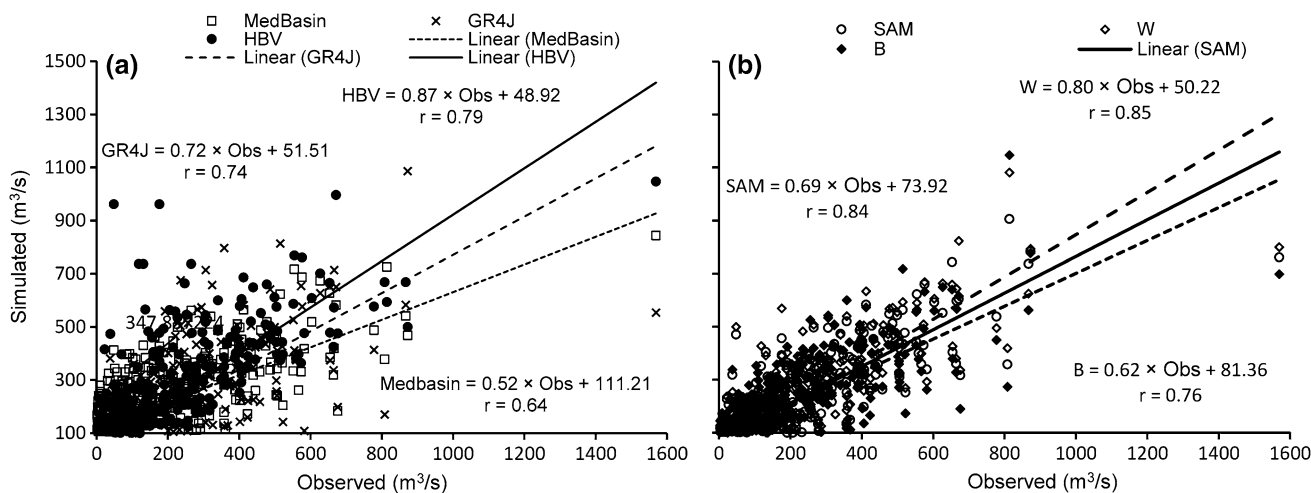 MedBasin
GR4J
HBV
Linear (MedBasin)
Linear (GR4J)
Linear (HBV)
(a)
1500
1300
1100
900
700
500
300
100
Simulated (m³/s)
HBV = 0.87 × Obs + 48.92
r = 0.79
GR4J = 0.72 × Obs + 51.51
r = 0.74
347
Medbasin = 0.52 × Obs + 111.21
r = 0.64
0
200
400
600
800
1000
1200
1400
1600
Observed (m³/s)
SAM
W
B
Linear (SAM)
(b)
W = 0.80 × Obs + 50.22
r = 0.85
SAM = 0.69 × Obs + 73.92
r = 0.84
B = 0.62 × Obs + 81.36
r = 0.76
0
200
400
600
800
1000
1200
1400
1600
Observed (m³/s)